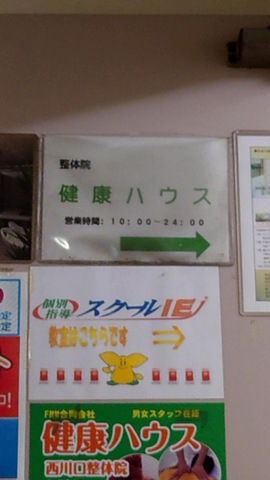 整体院
健康ハウス
営業時間: 10:00～24:00
個別
指導
スクールIE
教室はこちらです
健康ハウス
西川口整体院
男女スタッフ在籍